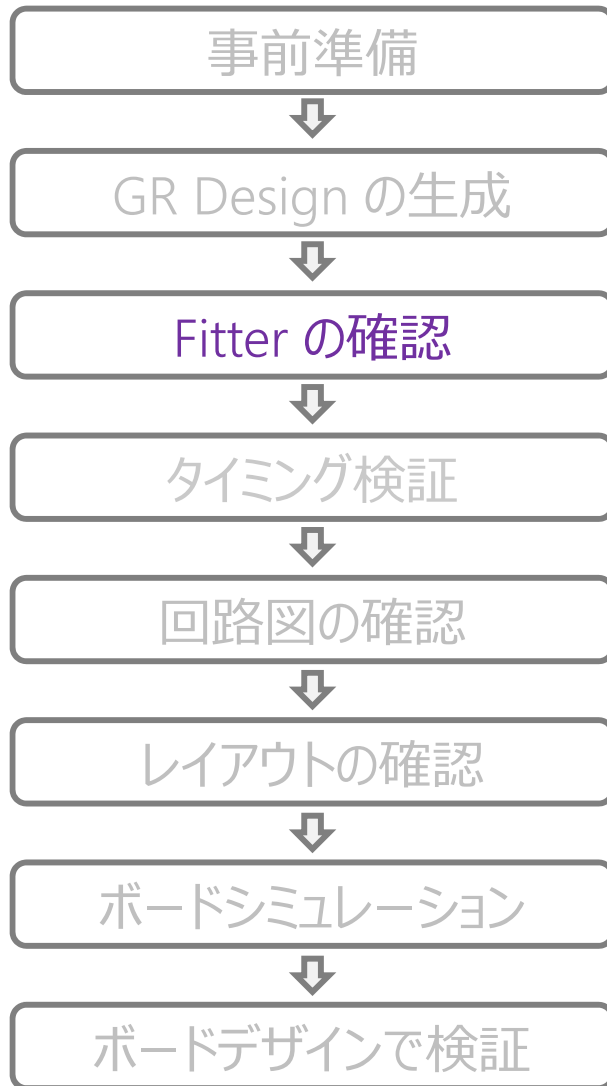 事前準備
GR Design の生成
Fitter の確認
タイミング検証
回路図の確認
レイアウトの確認
ボードシミュレーション
ボードデザインで検証